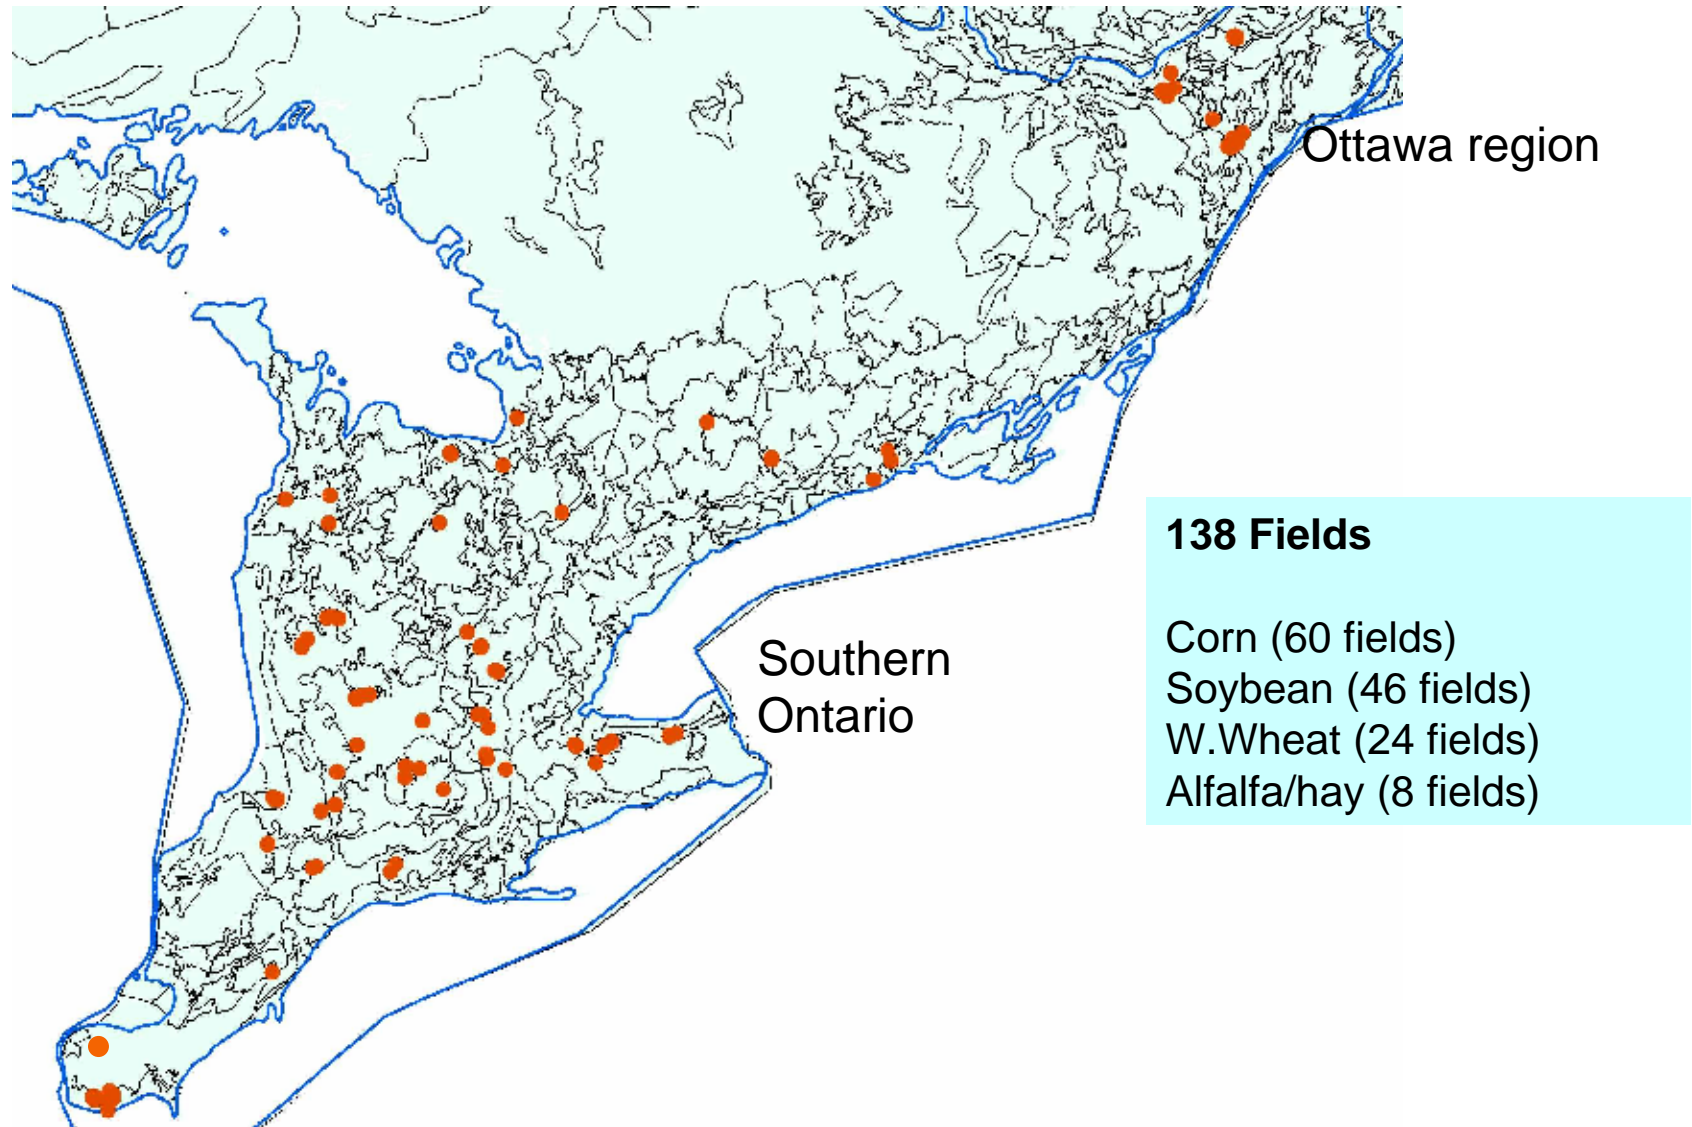 Ottawa region
138 Fields
Corn (60 fields)
Soybean (46 fields)
W.Wheat (24 fields)
Alfalfa/hay (8 fields)
Southern
Ontario